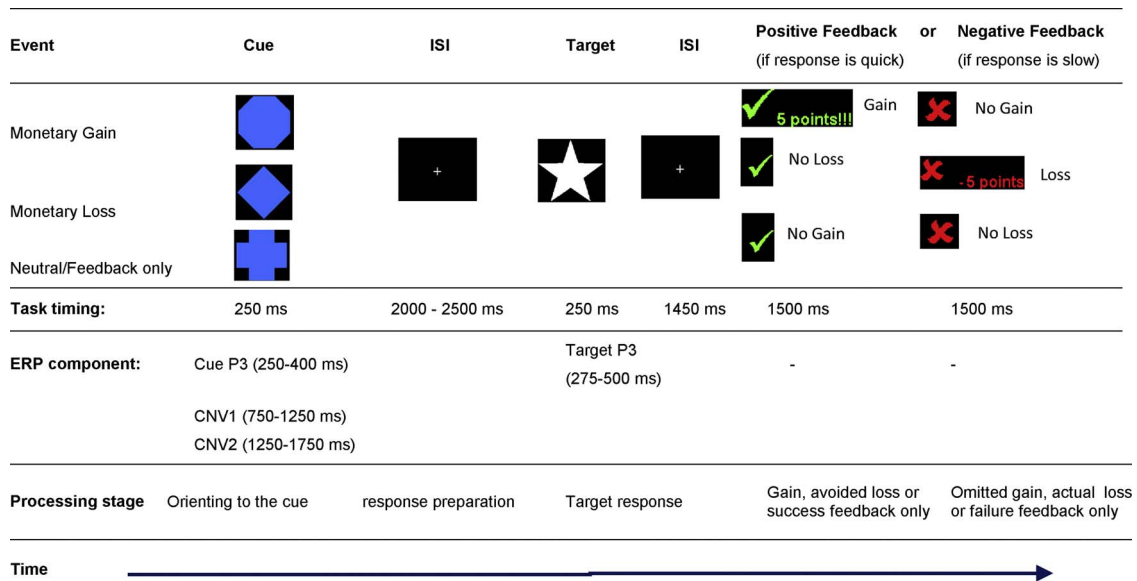 Event Cue ISI Target ISI Positive Feedback or Negative Feedback
(if response is quick) (if response is slow)
Monetary Gain 5 points!!! Gain No Gain
No Loss
Monetary Loss - 5 points Loss
Neutral/Feedback only No Gain No Loss
Task timing: 250 ms 2000 - 2500 ms 250 ms 1450 ms 1500 ms 1500 ms
ERP component: Cue P3 (250-400 ms) Target P3 - -
(275-500 ms)
CNV1 (750-1250 ms)
CNV2 (1250-1750 ms)
Processing stage Orienting to the cue response preparation Target response Gain, avoided loss or Omitted gain, actual loss
success feedback only or failure feedback only
Time